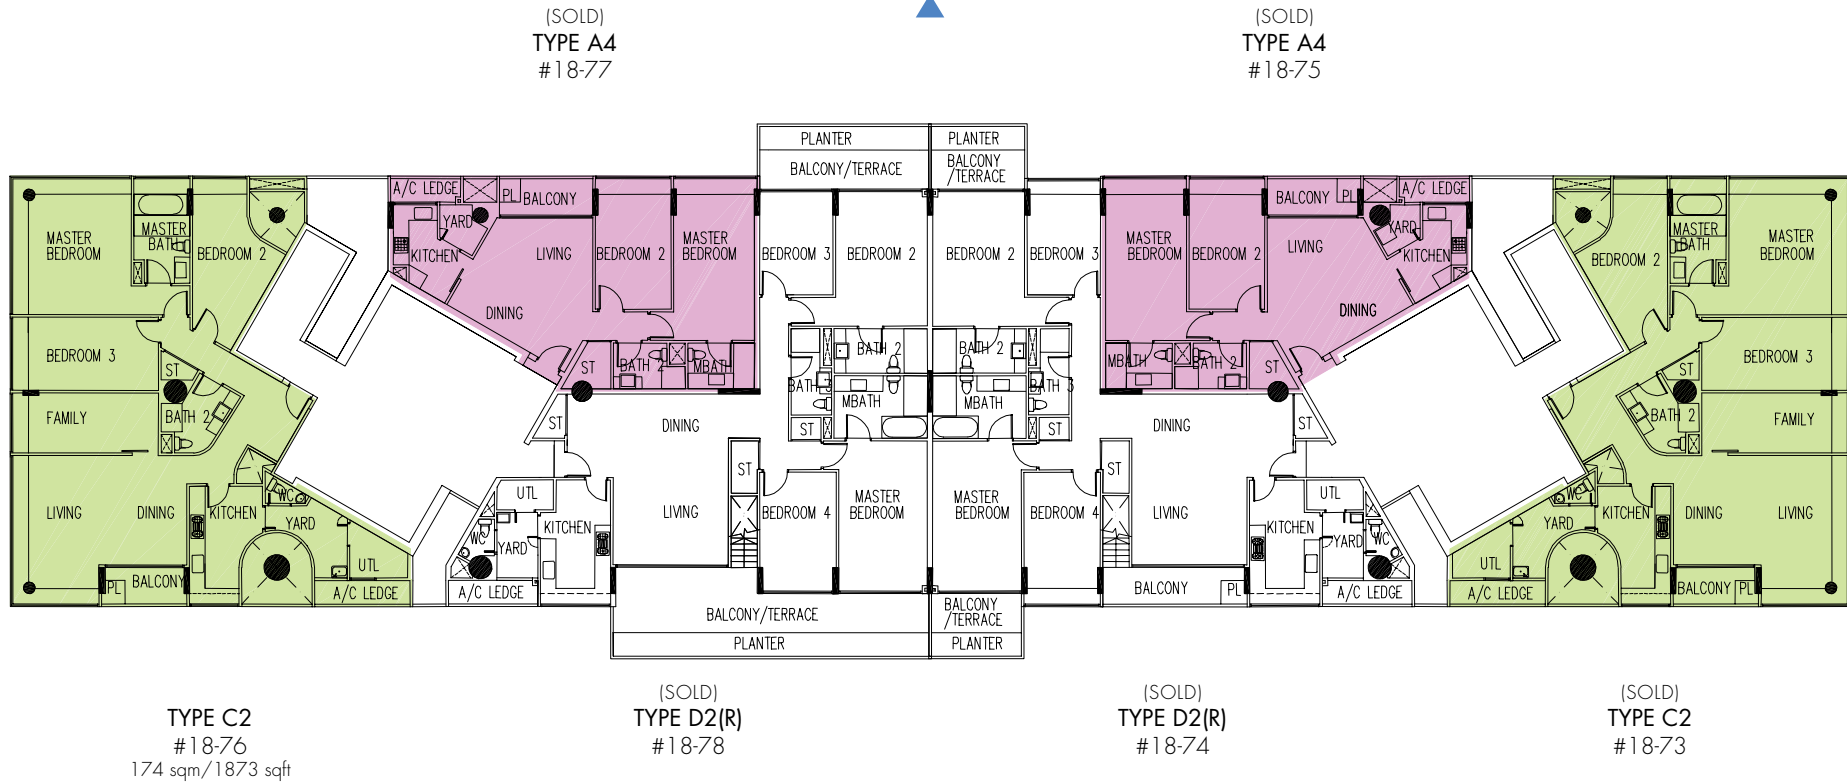 (SOLD)
TYPE A4
#18-77
(SOLD)
TYPE A4
#18-75
PLANTER
BALCONY/TERRACE
PLANTER
BALCONY
/TERRACE
MASTER
BEDROOM
MASTER
BATH
BEDROOM 2
BEDROOM 3
ST
FAMILY
BATH 2
LIVING
DINING
KITCHEN
WC
YARD
UTL
PL
BALCONY
A/C LEDGE
A/C LEDGE
PL
BALCONY
YARD
KITCHEN
LIVING
BEDROOM 2
MASTER
BEDROOM
DINING
ST
BATH 2
MBATH
BEDROOM 3
BEDROOM 2
BATH 2
BATH 3
MBATH
ST
DINING
ST
ST
LIVING
BEDROOM 4
MASTER
BEDROOM
UTL
KITCHEN
WC
YARD
A/C LEDGE
BALCONY/TERRACE
PLANTER
BEDROOM 2
BEDROOM 3
BATH 2
BATH 3
MBATH
ST
DINING
ST
ST
MASTER
BEDROOM
BEDROOM 4
LIVING
UTL
KITCHEN
YARD
WC
BALCONY
PL
A/C LEDGE
BALCONY
/TERRACE
PLANTER
MASTER
BEDROOM
BEDROOM 2
LIVING
BALCONY
PL
A/C LEDGE
YARD
KITCHEN
DINING
MBATH
BATH 2
ST
BEDROOM 2
MASTER
BATH
MASTER
BEDROOM
BEDROOM 3
ST
BATH 2
FAMILY
WC
YARD
KITCHEN
DINING
LIVING
UTL
A/C LEDGE
BALCONY
PL
TYPE C2
#18-76
174 sqm/1873 sqft
(SOLD)
TYPE D2(R)
#18-78
(SOLD)
TYPE D2(R)
#18-74
(SOLD)
TYPE C2
#18-73